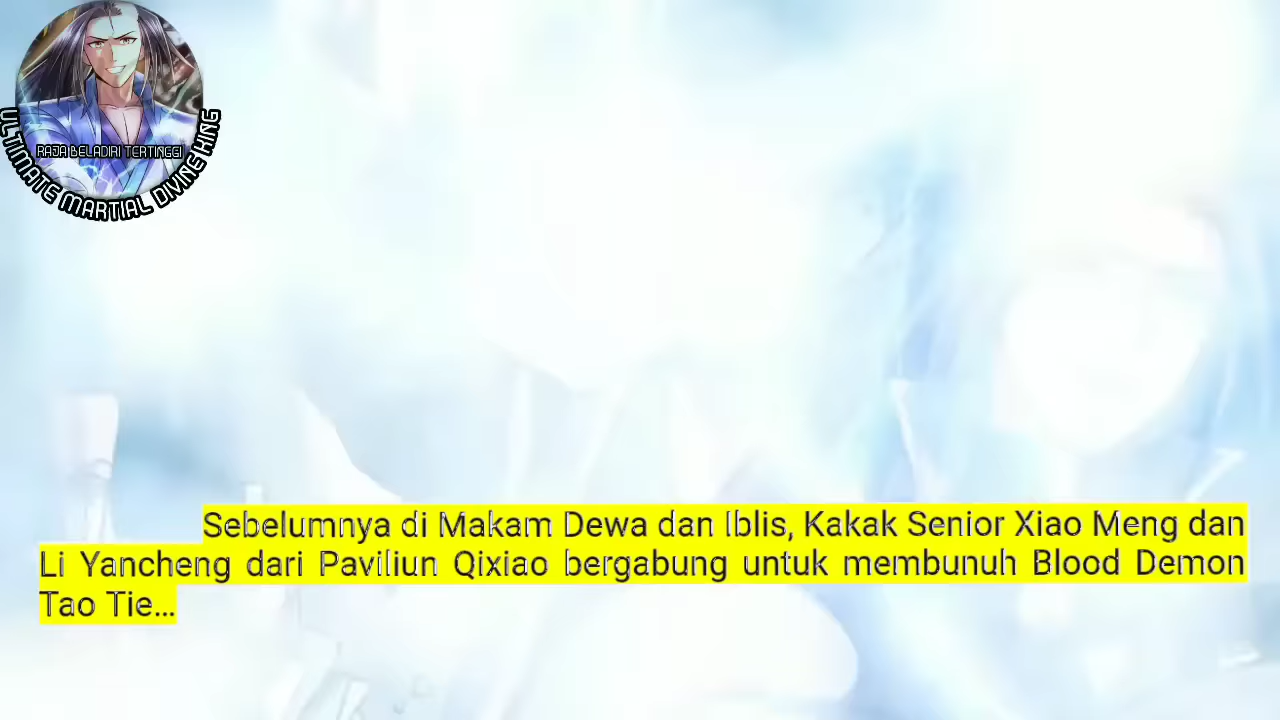 RAJA BELADIRI TERTINGGI
ULTIMATE MARTIAL DIVINE KING
Sebelumnya di Makam Dewa dan Iblis, Kakak Senior Xiao Meng dan
Li Yancheng dari Paviliun Qixiao bergabung untuk membunuh Blood Demon
Tao Tie...